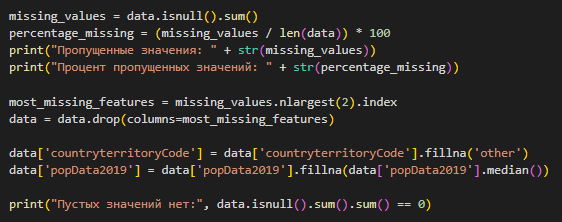 missing_values = data.isnull().sum()
percentage_missing = (missing_values / len(data)) * 100
print("Пропущенные значения: " + str(missing_values))
print("Процент пропущенных значений: " + str(percentage_missing))
most_missing_features = missing_values.nlargest(2).index
data = data.drop(columns=most_missing_features)
data['countryterritoryCode'] = data['countryterritoryCode'].fillna('other')
data['popData2019'] = data['popData2019'].fillna(data['popData2019'].median())
print("Пустых значений нет:", data.isnull().sum().sum() == 0)